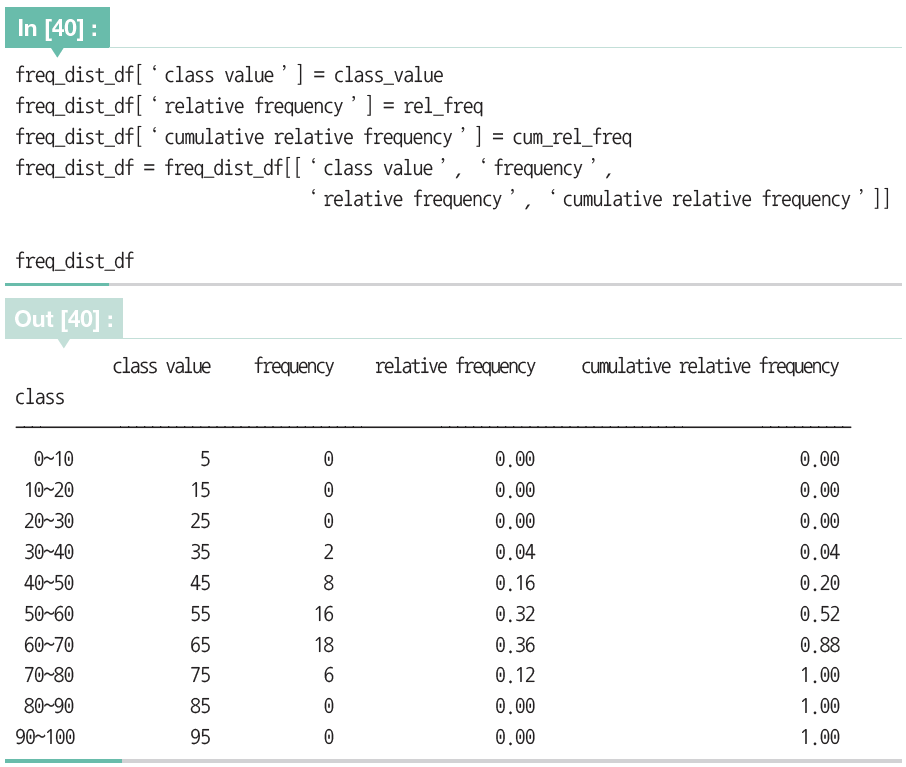 In [40] :
freq_dist_df[ ‘class value’ ] = class_value
freq_dist_df[ ‘relative frequency’ ] = rel_freq
freq_dist_df[ ‘cumulative relative frequency’ ] = cum_rel_freq
freq_dist_df = freq_dist_df[[ ‘class value’, ‘frequency’,
‘relative frequency’, ‘cumulative relative frequency’ ]]
freq_dist_df
Out [40] :
class value frequency relative frequency cumulative relative frequency
class
0~10 5 0 0.00 0.00
10~20 15 0 0.00 0.00
20~30 25 0 0.00 0.00
30~40 35 2 0.04 0.04
40~50 45 8 0.16 0.20
50~60 55 16 0.32 0.52
60~70 65 18 0.36 0.88
70~80 75 6 0.12 1.00
80~90 85 0 0.00 1.00
90~100 95 0 0.00 1.00